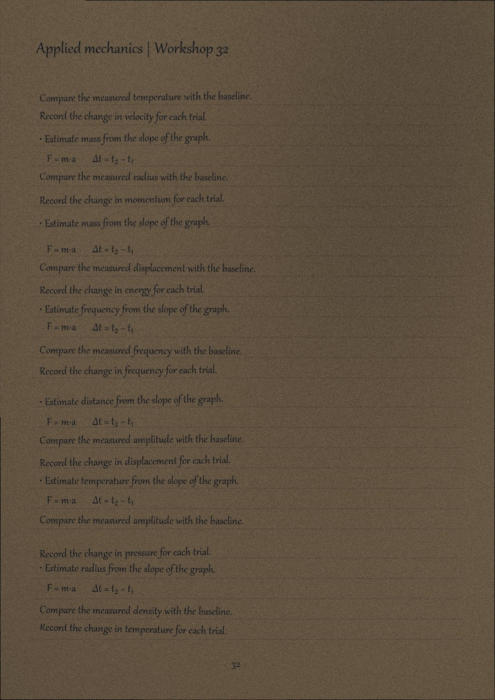 Applied mechanics | Workshop 32
Compare the measured temperature with the baseline.
Record the change in velocity for each trial.
• Estimate mass from the slope of the graph.
F = m·a Δt = t₂ − t₁
Compare the measured radius with the baseline.
Record the change in momentum for each trial.
• Estimate mass from the slope of the graph.
F = m·a Δt = t₂ − t₁
Compare the measured displacement with the baseline.
Record the change in energy for each trial.
• Estimate frequency from the slope of the graph.
F = m·a Δt = t₂ − t₁
Compare the measured frequency with the baseline.
Record the change in frequency for each trial.
• Estimate distance from the slope of the graph.
F = m·a Δt = t₂ − t₁
Compare the measured amplitude with the baseline.
Record the change in displacement for each trial.
• Estimate temperature from the slope of the graph.
F = m·a Δt = t₂ − t₁
Compare the measured amplitude with the baseline.
Record the change in pressure for each trial.
• Estimate radius from the slope of the graph.
F = m·a Δt = t₂ − t₁
Compare the measured density with the baseline.
Record the change in temperature for each trial.
32